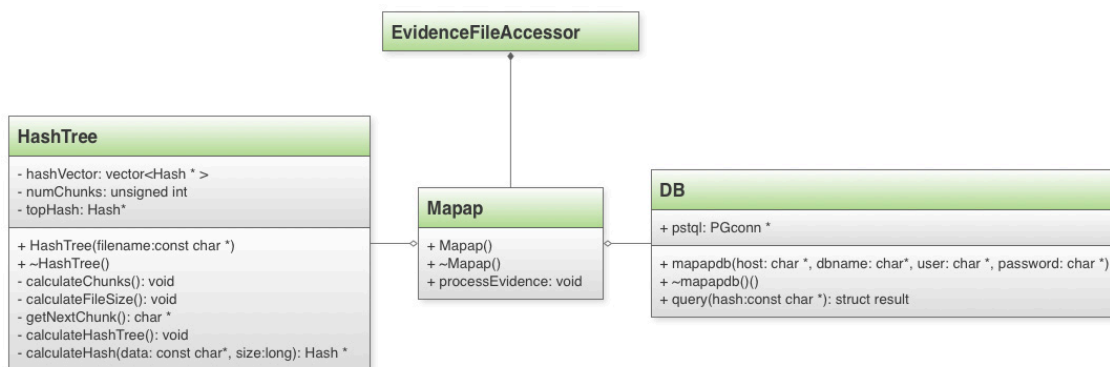 EvidenceFileAccessor
HashTree
- hashVector: vector<Hash * >
- numChunks: unsigned int
- topHash: Hash*
+ HashTree(filename:const char *)
+ ~HashTree()
- calculateChunks(): void
- calculateFileSize(): void
- getNextChunk(): char *
- calculateHashTree(): void
- calculateHash(data: const char*, size:long): Hash *
Mapap
+ Mapap()
+ ~Mapap()
+ processEvidence: void
DB
+ pstql: PGconn *
+ mapapdb(host: char *, dbname: char*, user: char *, password: char *)
+ ~mapapdb()()
+ query(hash:const char *): struct result